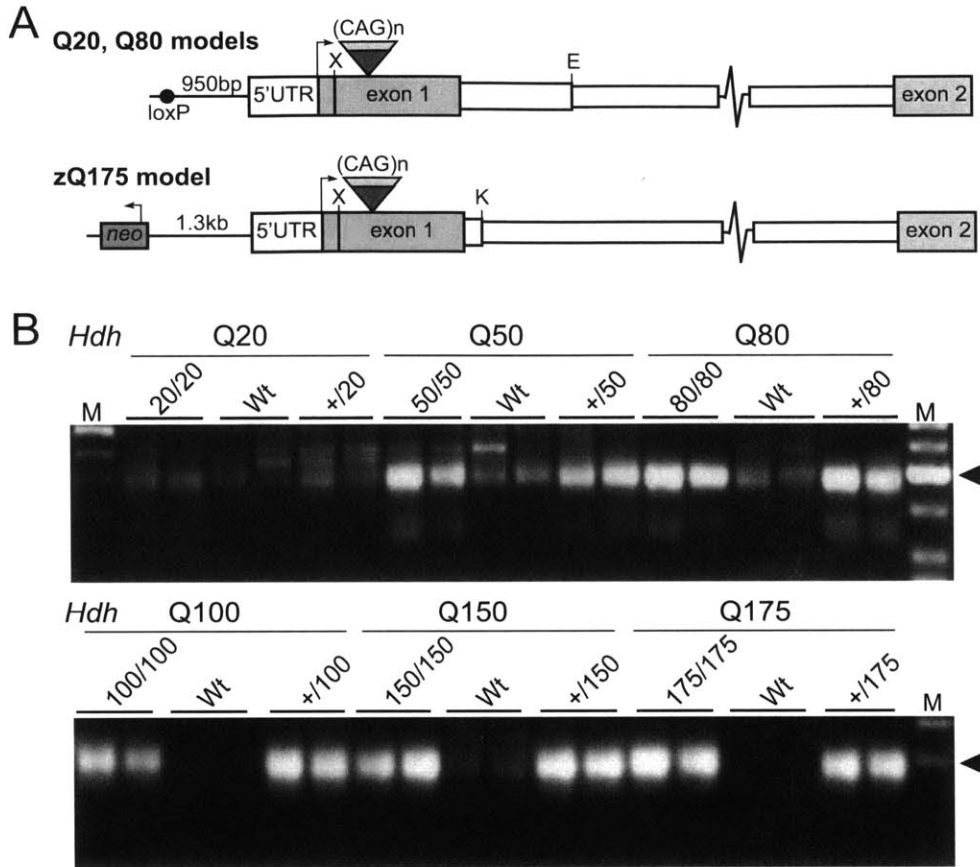 A
Q20, Q80 models
(CAG)n
X
E
950bp
loxP
5'UTR
exon 1
exon 2
zQ175 model
(CAG)n
X
K
neo
1.3kb
5'UTR
exon 1
exon 2
B
Hdh Q20 Q50 Q80
M 20/20 Wt +/20 50/50 Wt +/50 80/80 Wt +/80 M
Hdh Q100 Q150 Q175
100/100 Wt +/100 150/150 Wt +/150 175/175 Wt +/175 M